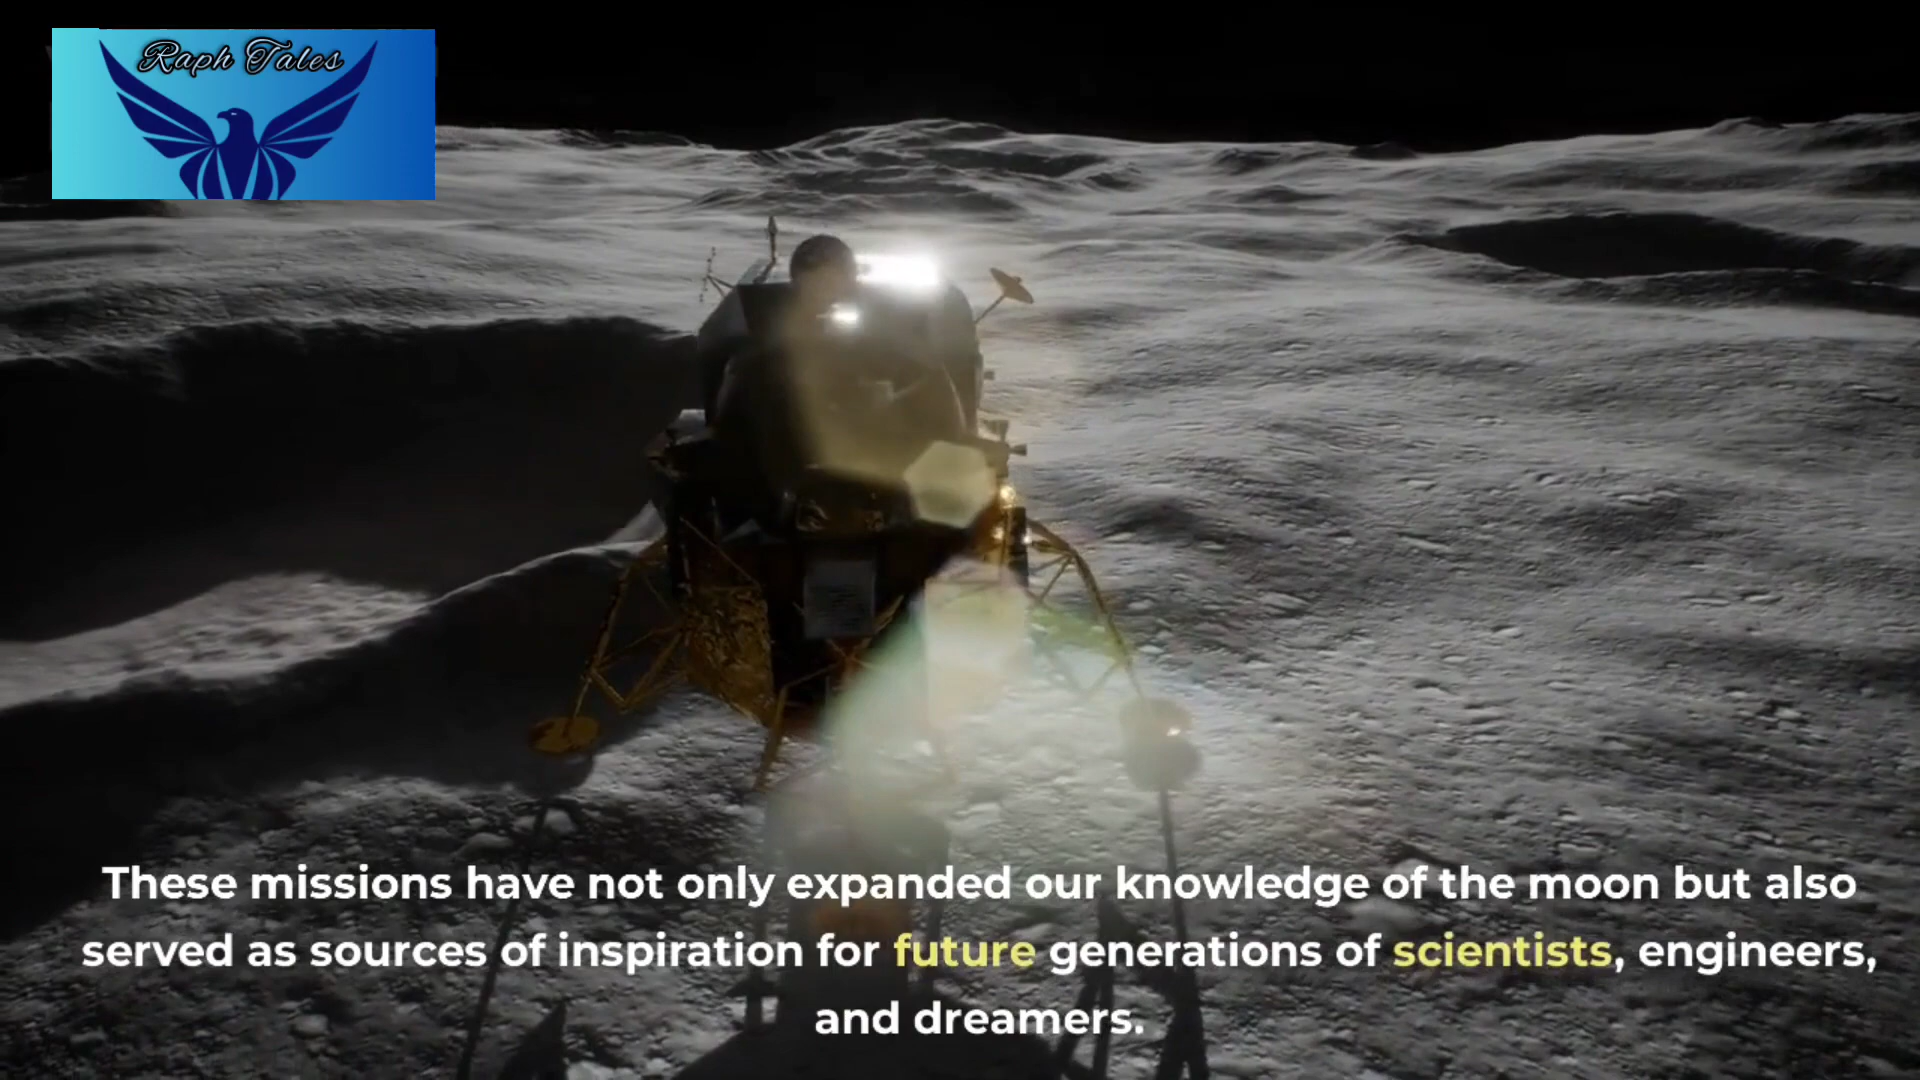 Raph Tales
These missions have not only expanded our knowledge of the moon but also
served as sources of inspiration for future generations of scientists, engineers,
and dreamers.